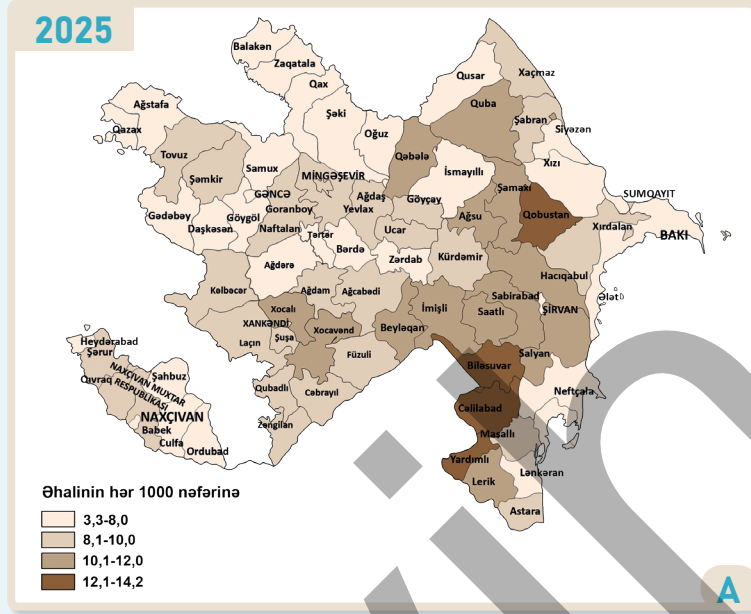 2025
Balakən
Zaqatala
Qax
Şəki
Oğuz
Qusar
Xaçmaz
Quba
Şabran
Siyəzən
Xızı
Ağstafa
Qazax
Tovuz
Şəmkir
Samux
GƏNCƏ
Gədəbəy
Daşkəsən
Göygöl
Goranboy
Naftalan
MİNGƏŞEVİR
Yevlax
Ağdaş
Göyçay
Qəbələ
İsmayıllı
Şamaxı
Ağsu
Qobustan
SUMQAYIT
Xırdalan
BAKI
Tərtər
Bərdə
Ucar
Zərdab
Kürdəmir
Hacıqabul
Ələt
Ağdərə
Kəlbəcər
Ağdam
Ağcabədi
Xocalı
XANKƏNDİ
Xocavənd
Laçın
Şuşa
Füzuli
Beyləqan
İmişli
Sabirabad
Saatlı
ŞİRVAN
Salyan
Biləsuvar
Neftçala
Cəlilabad
Masallı
Yardımlı
Lənkəran
Lerik
Astara
Qubadlı
Cəbrayıl
Zəngilan
Heydərabad
Şərur
Şahbuz
Qıvraq
NAXÇIVAN MUXTAR
RESPUBLİKASI
NAXÇIVAN
Babek
Culfa
Ordubad
Əhalinin hər 1000 nəfərinə
3,3-8,0
8,1-10,0
10,1-12,0
12,1-14,2
A